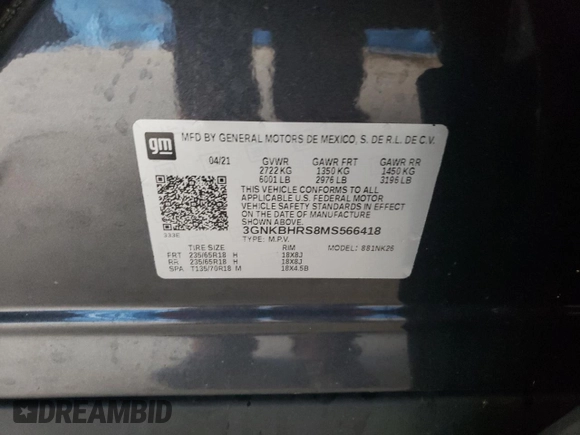 gm
MFD BY GENERAL MOTORS DE MEXICO, S. DE R.L. DE C.V.
04/21 GVWR GAWR FRT GAWR RR
2722 KG 1350 KG 1450 KG
6001 LB 2976 LB 3196 LB
THIS VEHICLE CONFORMS TO ALL
APPLICABLE U.S. FEDERAL MOTOR
VEHICLE SAFETY STANDARDS IN EFFECT
ON THE DATE OF MANUFACTURE SHOWN ABOVE.
3GNKBHRS8MS566418
TYPE: M.P.V. MODEL:
TIRE SIZE RIM
FRT 235/65R18 H 18X8J
RR 235/65R18 H 18X8J
SPA T135/70R18 M 18X4.5B
DREAMBID